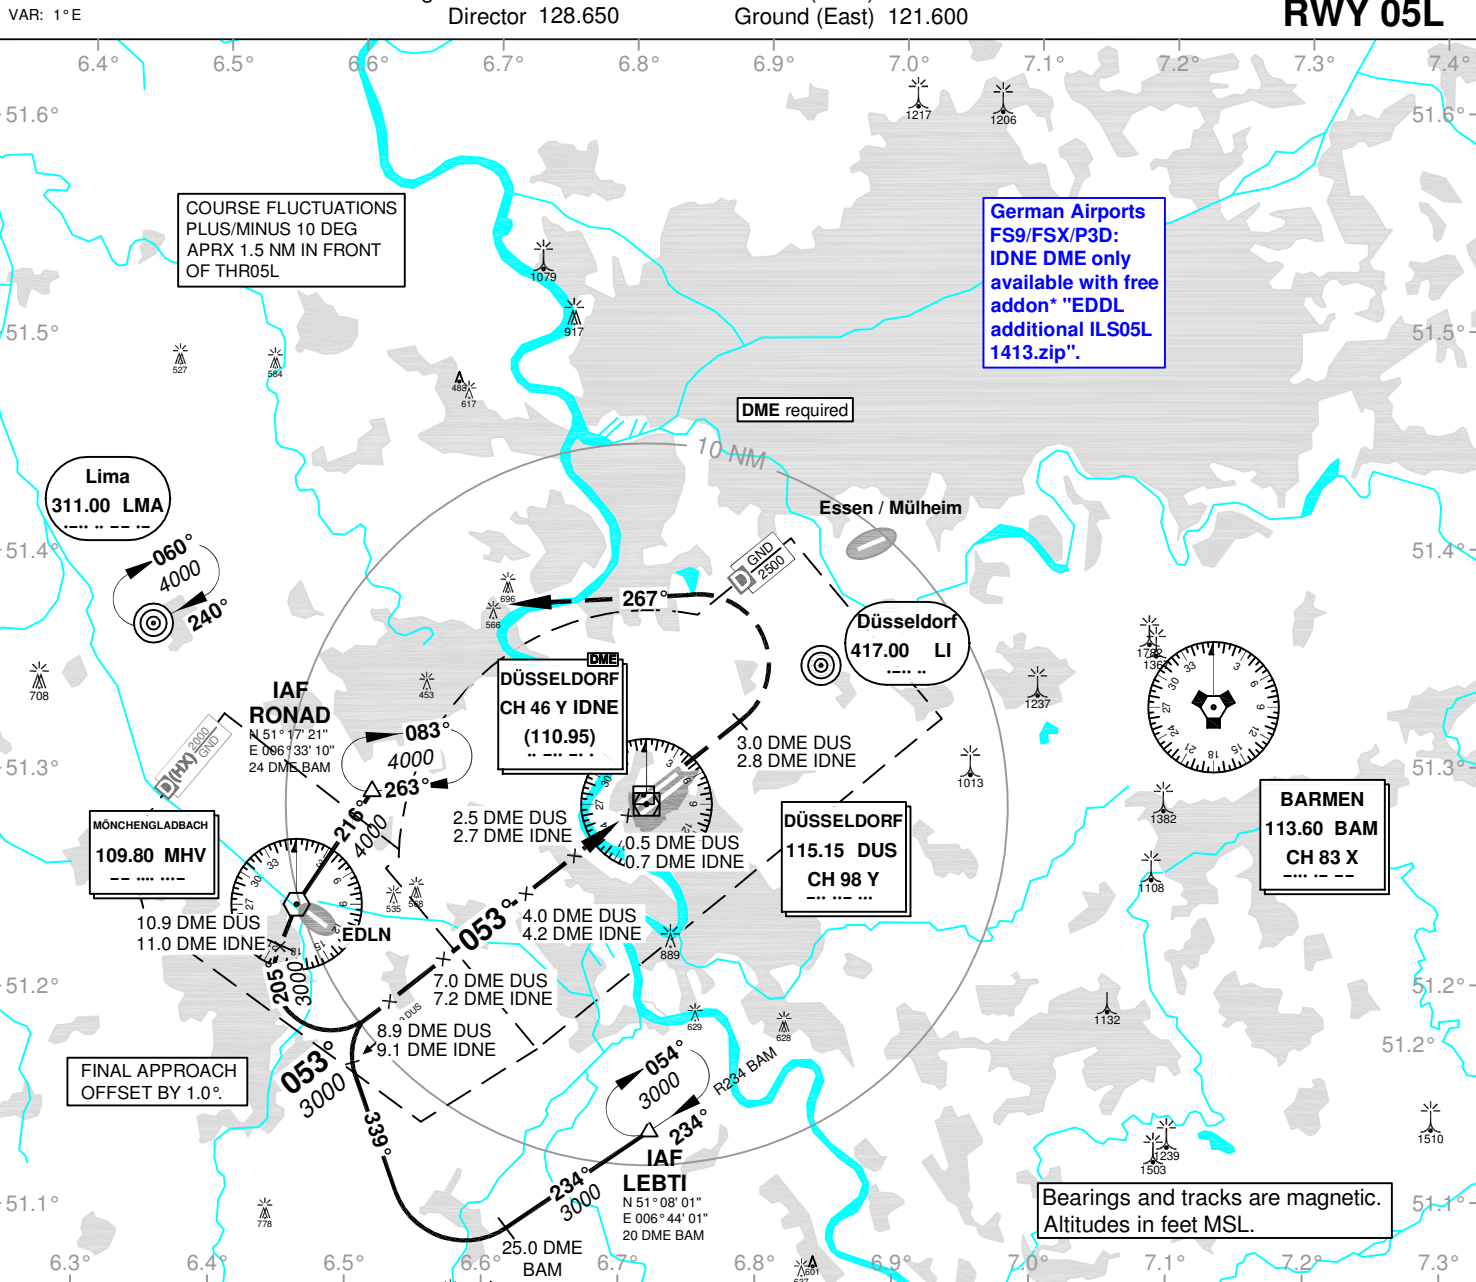 VAR: 1°E
Director 128.650
Ground (East) 121.600
RWY 05L
6.4° 6.5° 6.6° 6.7° 6.8° 6.9° 7.0° 7.1° 7.2° 7.3° 7.4°
51.6° 51.6°
1217
1206
COURSE FLUCTUATIONS
PLUS/MINUS 10 DEG
APRX 1.5 NM IN FRONT
OF THR05L
German Airports
FS9/FSX/P3D:
IDNE DME only
available with free
addon* "EDDL
additional ILS05L
1413.zip".
1079
917
51.5° 51.5°
527
584
617
DME required
10 NM
Lima
311.00 LMA
Essen / Mülheim
51.4° 51.4°
060°
4000
240°
D GND
2500
696
566
267°
Düsseldorf
417.00 LI
708
453
1237
33 3 6 9 12 15 18 21 24 27 30
DME
DÜSSELDORF
CH 46 Y IDNE
(110.95)
IAF
RONAD
N 51° 17' 21"
E 006° 33' 10"
24 DME BAM
D(HX) 2000
GND
083°
4000
263°
3.0 DME DUS
2.8 DME IDNE
51.3° 51.3°
1013
1382
BARMEN
113.60 BAM
CH 83 X
MÖNCHENGLADBACH
109.80 MHV
216°
4000
2.5 DME DUS
2.7 DME IDNE
0.5 DME DUS
0.7 DME IDNE
DÜSSELDORF
115.15 DUS
CH 98 Y
1108
535
568
10.9 DME DUS
11.0 DME IDNE
EDLN
053°
4.0 DME DUS
4.2 DME IDNE
889
205°
3000
7.0 DME DUS
7.2 DME IDNE
51.2° 51.2°
629
628
1132
8.9 DME DUS
9.1 DME IDNE
51.2°
FINAL APPROACH
OFFSET BY 1.0°.
053°
3000
054°
3000
234°
R234 BAM
339°
IAF
LEBTI
N 51° 08' 01"
E 006° 44' 01"
20 DME BAM
234°
3000
1510
1239
1503
51.1° 51.1°
778
25.0 DME
BAM
Bearings and tracks are magnetic.
Altitudes in feet MSL.
601
6.3° 6.4° 6.5° 6.6° 6.7° 6.9° 7.0° 7.1° 7.2° 7.3°